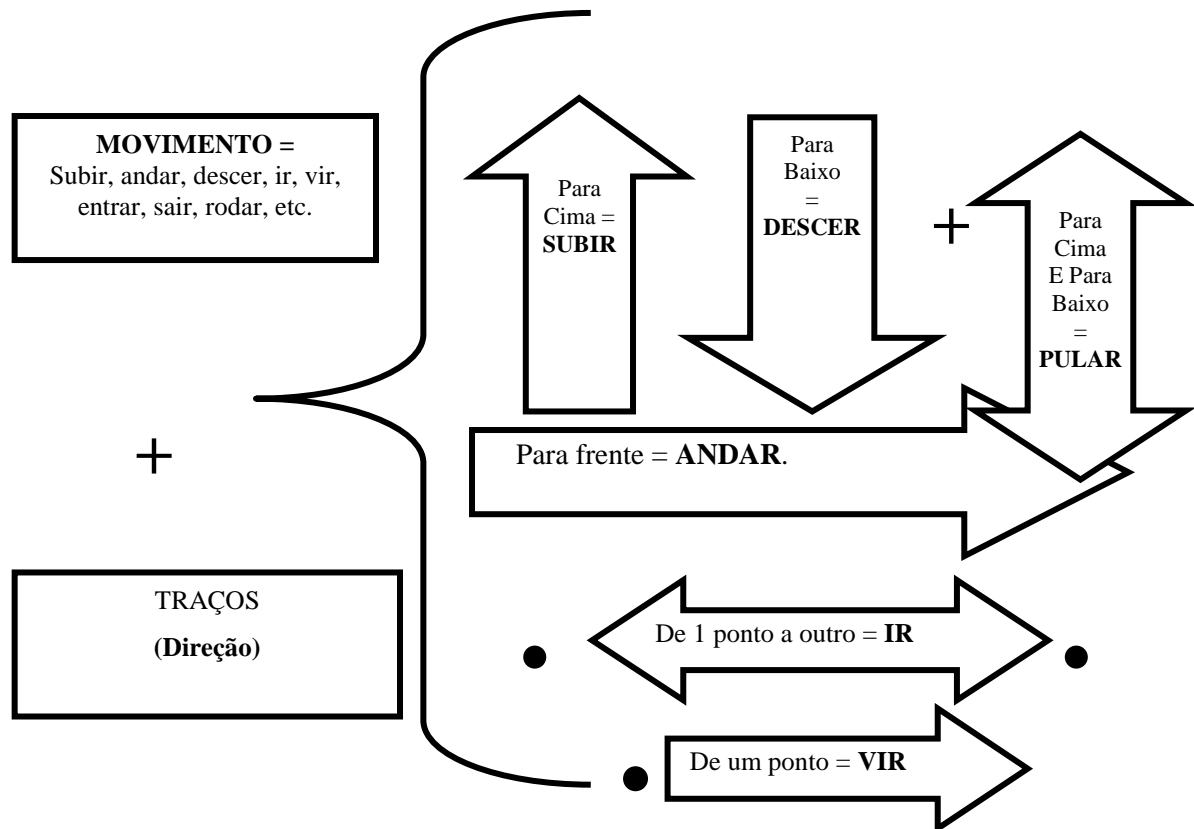 MOVIMENTO =
Subir, andar, descer, ir, vir,
entrar, sair, rodar, etc.
+
TRAÇOS
(Direção)
Para
Cima =
SUBIR
Para
Baixo
=
DESCER
+
Para
Cima
E Para
Baixo
=
PULAR
Para frente = ANDAR.
De 1 ponto a outro = IR
De um ponto = VIR